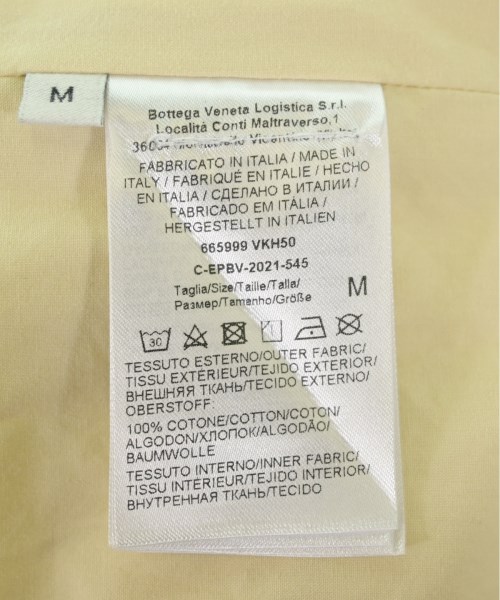 M
Bottega Veneta Logistica S.r.l.
Località Conti Maltraverso,1
FABBRICATO IN ITALIA / MADE IN
ITALY / FABRIQUÉ EN ITALIE / HECHO
EN ITALIA / СДЕЛАНО В ИТАЛИИ /
FABRICADO EM ITÀLIA /
HERGESTELLT IN ITALIEN
665999 VKH50
C-EPBV-2021-545
Taglia/Size/Taille/Talla/
Размер/Tamanho/Größe
M
30
TESSUTO ESTERNO/OUTER FABRIC/
TISSU EXTÉRIEUR/TEJIDO EXTERIOR/
ВНЕШНЯЯ ТКАНЬ/TECIDO EXTERNO/
OBERSTOFF:
100% COTONE/COTTON/COTON/
ALGODON/ХЛОПОК/ALGODÃO/
BAUMWOLLE
TESSUTO INTERNO/INNER FABRIC/
TISSU INTÉRIEUR/TEJIDO INTERIOR/
ВНУТРЕННАЯ ТКАНЬ/TECIDO